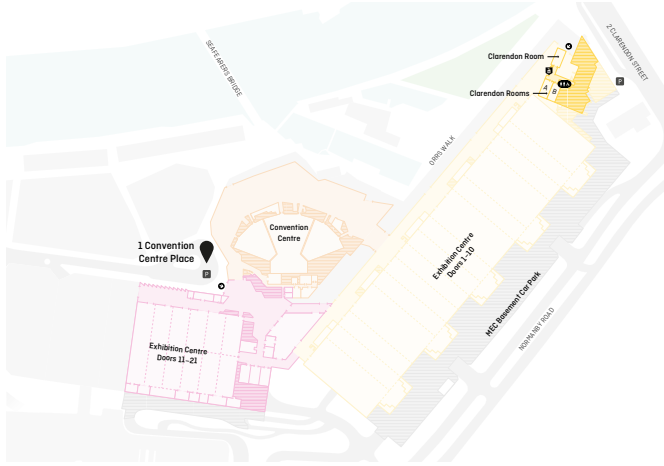 2 CLARENDON STREET
SEAFARERS BRIDGE
Clarendon Room
P
Clarendon Rooms
A
B
ORRS WALK
Convention
Centre
1 Convention
Centre Place
P
Exhibition Centre
Doors 1-10
MEC Basement Car Park
NORMANBY ROAD
Exhibition Centre
Doors 11-21